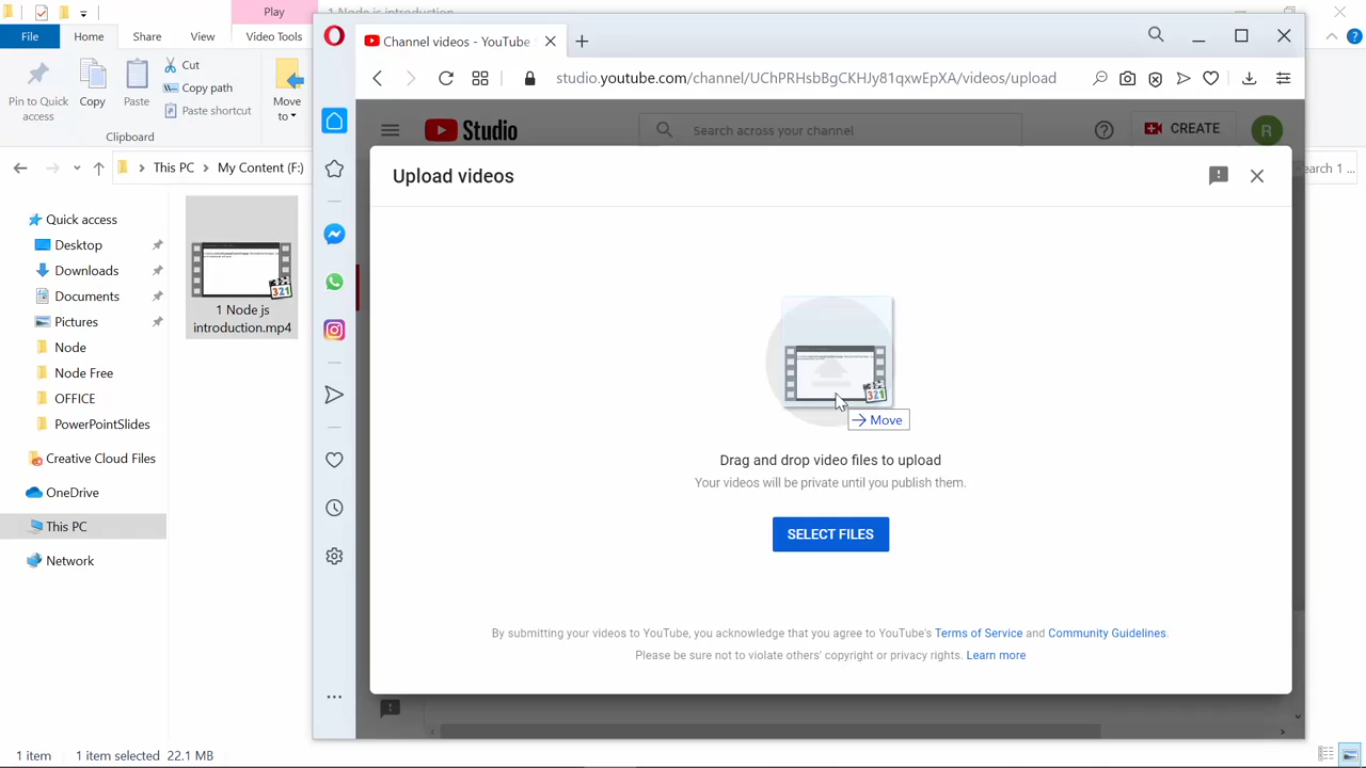 Play
1 Node js introduction
File
Home
Share
View
Video Tools
Pin to Quick
access
Copy
Paste
Cut
Copy path
Paste shortcut
Move
to
Clipboard
This PC
My Content (F:)
earch 1 ...
Quick access
Desktop
Downloads
Documents
Pictures
Node
Node Free
OFFICE
PowerPointSlides
Creative Cloud Files
OneDrive
This PC
Network
1 Node js
introduction.mp4
1 item
1 item selected 22.1 MB
Channel videos - YouTube
studio.youtube.com/channel/UChPRHsbBgCKHJy81qxwEpXA/videos/upload
Studio
Search across your channel
CREATE
R
Upload videos
321
321
Move
Drag and drop video files to upload
Your videos will be private until you publish them.
SELECT FILES
By submitting your videos to YouTube, you acknowledge that you agree to YouTube's Terms of Service and Community Guidelines.
Please be sure not to violate others' copyright or privacy rights. Learn more